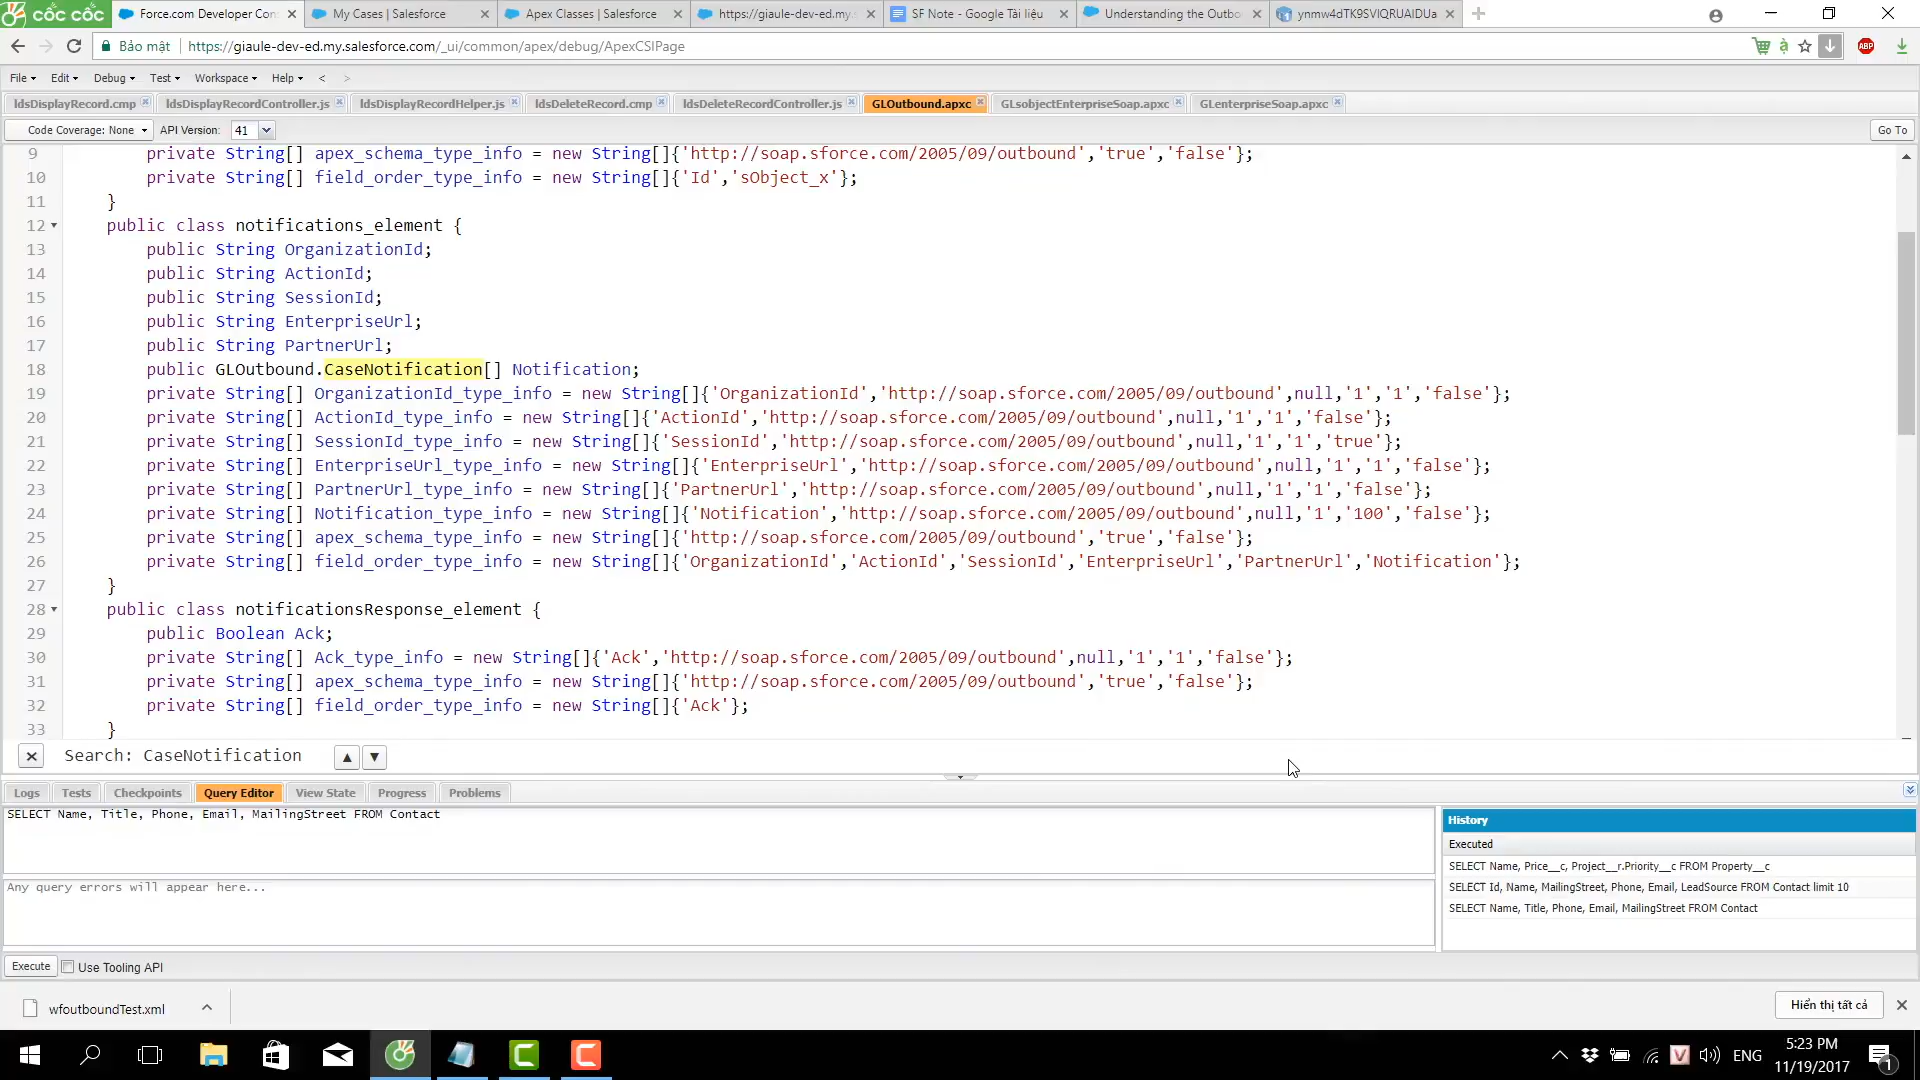 cốc cốc
Force.com Developer Con
My Cases | Salesforce
Apex Classes | Salesforce
https://giaule-dev-ed.my.
SF Note - Google Tài liệu
Understanding the Outbo
ynmw4dTK9SVlQRUAIDUa
Bảo mật
https://giaule-dev-ed.my.salesforce.com/_ui/common/apex/debug/ApexCSIPage
ABP
File Edit Debug Test Workspace Help < >
ldsDisplayRecord.cmp ldsDisplayRecordController.js ldsDisplayRecordHelper.js ldsDeleteRecord.cmp ldsDeleteRecordController.js GLOutbound.apxc GLsobjectEnterpriseSoap.apxc GLenterpriseSoap.apxc
Code Coverage: None API Version: 41 Go To
9 private String[] apex_schema_type_info = new String[]{'http://soap.sforce.com/2005/09/outbound','true','false'};
10 private String[] field_order_type_info = new String[]{'Id','sObject_x'};
11 }
12 public class notifications_element {
13 public String OrganizationId;
14 public String ActionId;
15 public String SessionId;
16 public String EnterpriseUrl;
17 public String PartnerUrl;
18 public GLOutbound.CaseNotification[] Notification;
19 private String[] OrganizationId_type_info = new String[]{'OrganizationId','http://soap.sforce.com/2005/09/outbound',null,'1','1','false'};
20 private String[] ActionId_type_info = new String[]{'ActionId','http://soap.sforce.com/2005/09/outbound',null,'1','1','false'};
21 private String[] SessionId_type_info = new String[]{'SessionId','http://soap.sforce.com/2005/09/outbound',null,'1','1','true'};
22 private String[] EnterpriseUrl_type_info = new String[]{'EnterpriseUrl','http://soap.sforce.com/2005/09/outbound',null,'1','1','false'};
23 private String[] PartnerUrl_type_info = new String[]{'PartnerUrl','http://soap.sforce.com/2005/09/outbound',null,'1','1','false'};
24 private String[] Notification_type_info = new String[]{'Notification','http://soap.sforce.com/2005/09/outbound',null,'1','100','false'};
25 private String[] apex_schema_type_info = new String[]{'http://soap.sforce.com/2005/09/outbound','true','false'};
26 private String[] field_order_type_info = new String[]{'OrganizationId','ActionId','SessionId','EnterpriseUrl','PartnerUrl','Notification'};
27 }
28 public class notificationsResponse_element {
29 public Boolean Ack;
30 private String[] Ack_type_info = new String[]{'Ack','http://soap.sforce.com/2005/09/outbound',null,'1','1','false'};
31 private String[] apex_schema_type_info = new String[]{'http://soap.sforce.com/2005/09/outbound','true','false'};
32 private String[] field_order_type_info = new String[]{'Ack'};
33 }
Search: CaseNotification
Logs Tests Checkpoints Query Editor View State Progress Problems
SELECT Name, Title, Phone, Email, MailingStreet FROM Contact
Any query errors will appear here...
History
Executed
SELECT Name, Price__c, Project__r.Priority__c FROM Property__c
SELECT Id, Name, MailingStreet, Phone, Email, LeadSource FROM Contact limit 10
SELECT Name, Title, Phone, Email, MailingStreet FROM Contact
Execute Use Tooling API
wfoutboundTest.xml
Hiển thị tất cả
V ENG
5:23 PM
11/19/2017
1